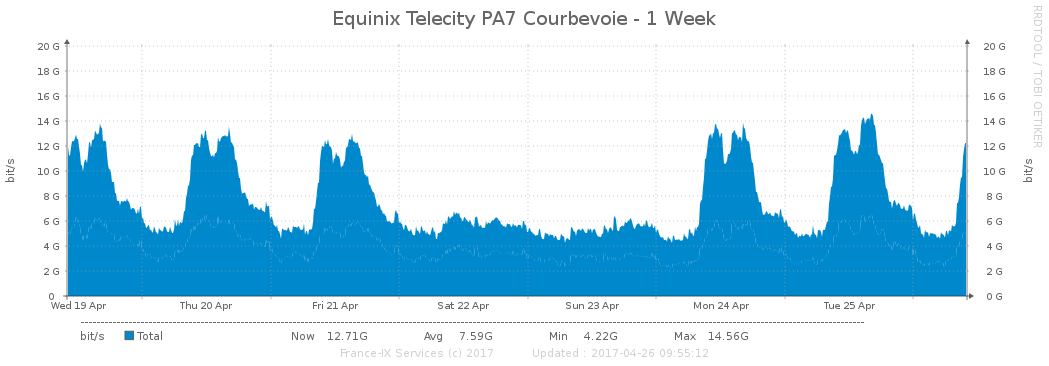 Equinix Telecity PA7 Courbevoie - 1 Week
RRDTOOL / TOBI OETIKER
bit/s
20 G 20 G
18 G 18 G
16 G 16 G
14 G 14 G
12 G 12 G
10 G 10 G
8 G 8 G
6 G 6 G
4 G 4 G
2 G 2 G
0 0 G
bit/s
Wed 19 Apr Thu 20 Apr Fri 21 Apr Sat 22 Apr Sun 23 Apr Mon 24 Apr Tue 25 Apr
bit/s Total Now 12.71G Avg 7.59G Min 4.22G Max 14.56G
France-IX Services (c) 2017 Updated : 2017-04-26 09:55:12